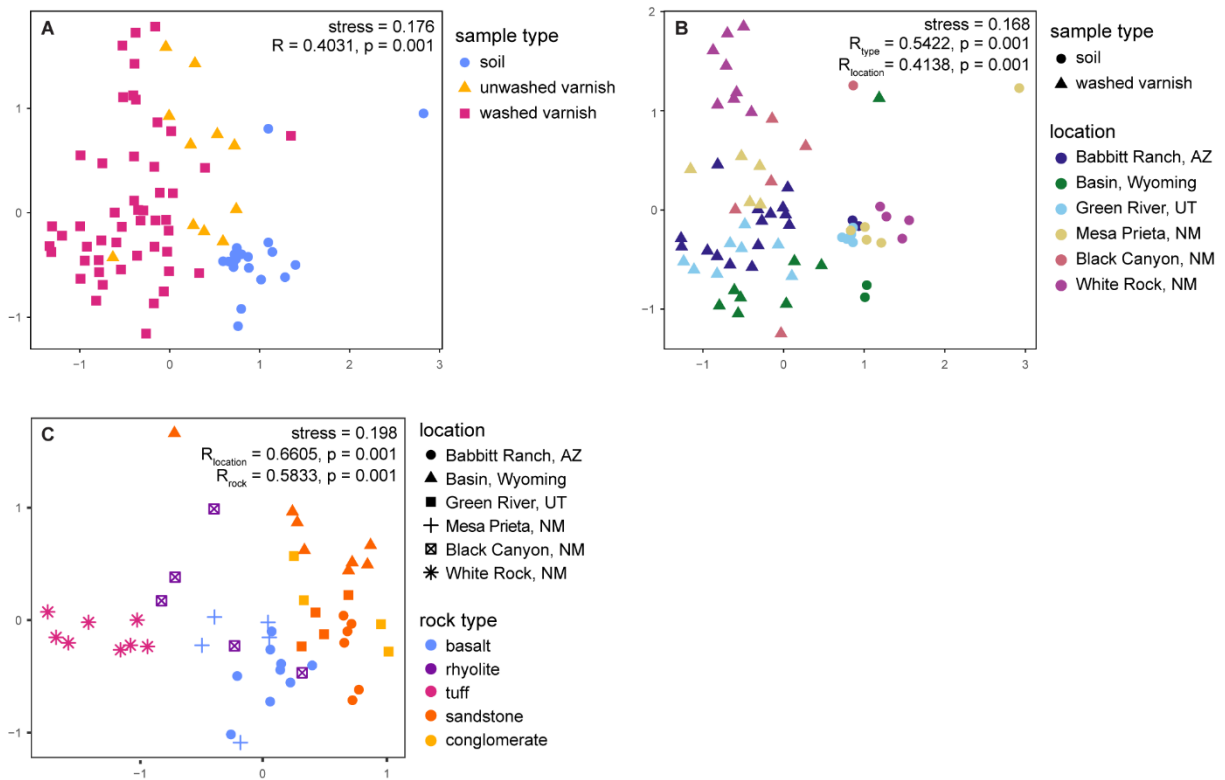 A
stress = 0.176
R = 0.4031, p = 0.001
1
0
−1
−1
0
1
2
3
sample type
soil
unwashed varnish
washed varnish
B
stress = 0.168
Rtype = 0.5422, p = 0.001
Rlocation = 0.4138, p = 0.001
2
1
0
−1
−1
0
1
2
3
sample type
soil
washed varnish
location
Babbitt Ranch, AZ
Basin, Wyoming
Green River, UT
Mesa Prieta, NM
Black Canyon, NM
White Rock, NM
C
stress = 0.198
Rlocation = 0.6605, p = 0.001
Rrock = 0.5833, p = 0.001
1
0
−1
−1
0
1
location
Babbitt Ranch, AZ
Basin, Wyoming
Green River, UT
Mesa Prieta, NM
Black Canyon, NM
White Rock, NM
rock type
basalt
rhyolite
tuff
sandstone
conglomerate